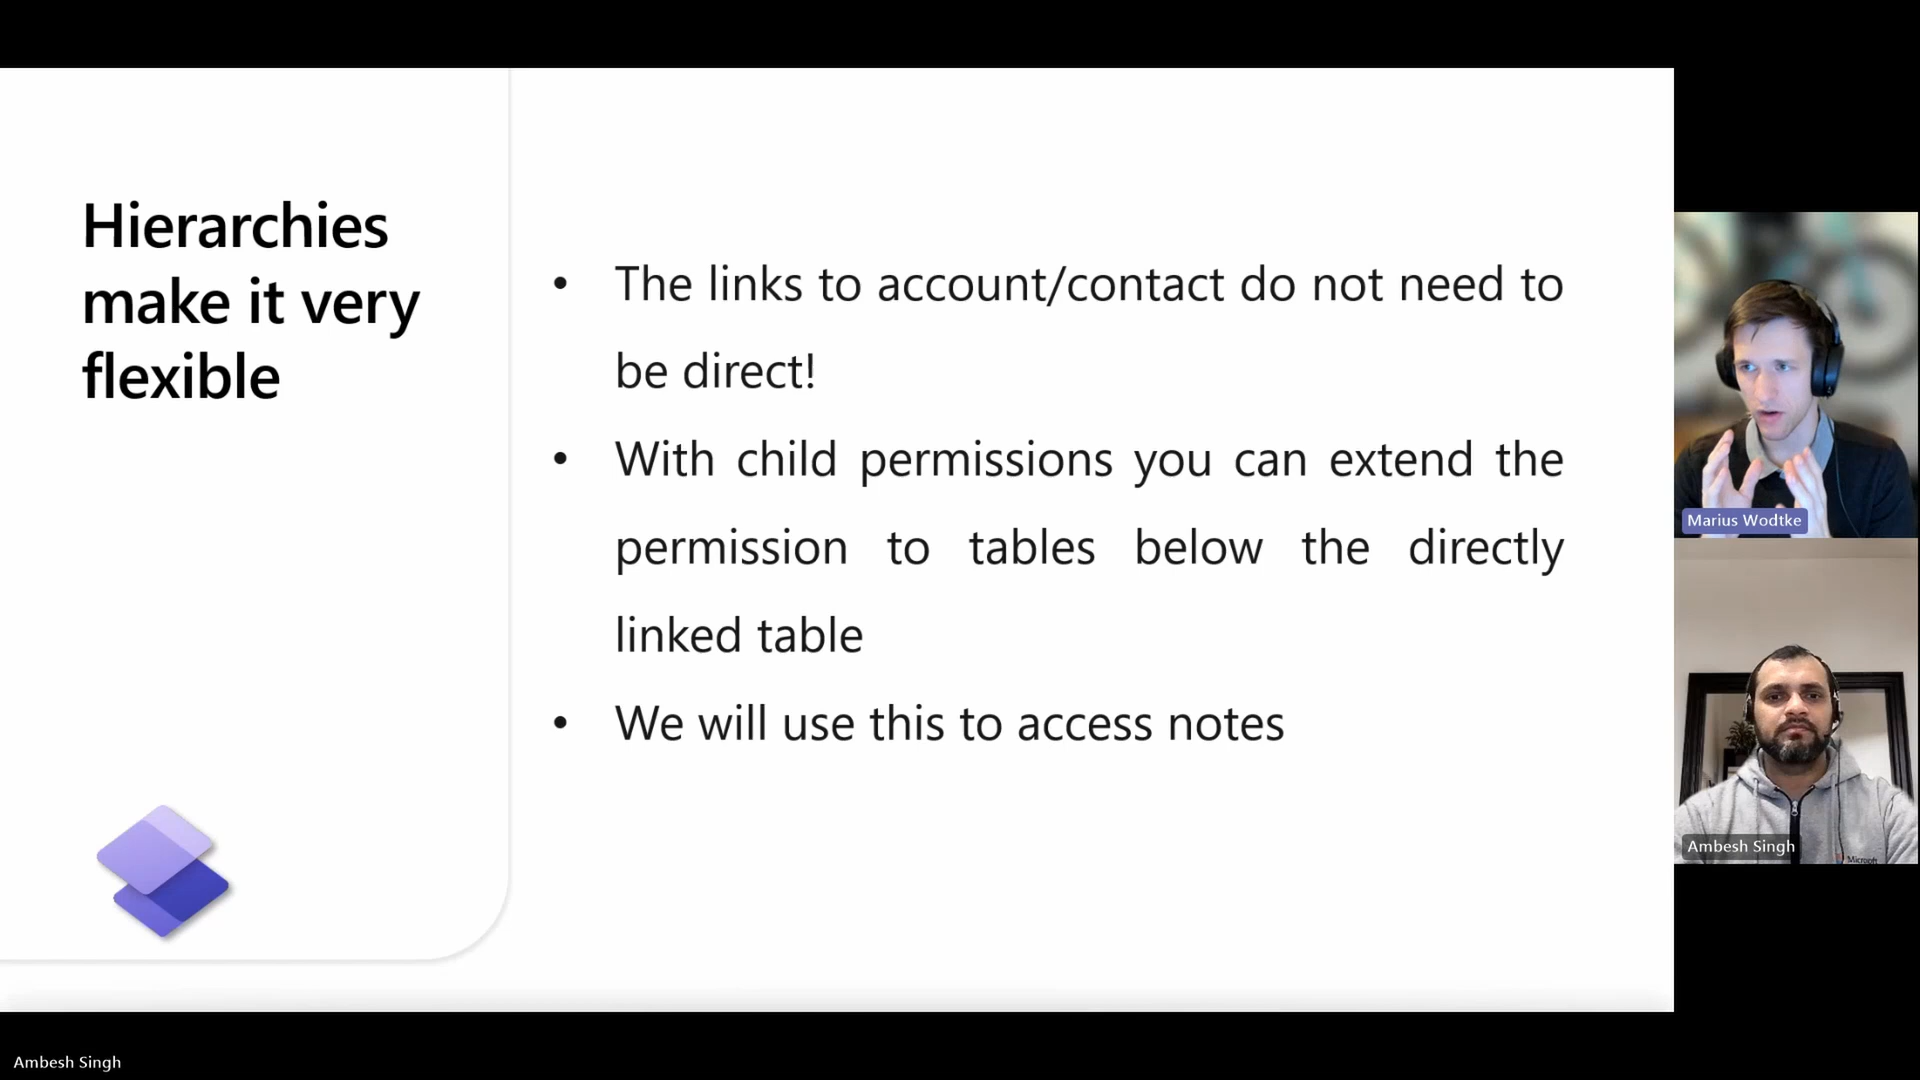 Hierarchies
make it very
flexible
• The links to account/contact do not need to
be direct!
• With child permissions you can extend the
permission to tables below the directly
linked table
• We will use this to access notes
Marius Wodtke
Microsoft
Ambesh Singh
Ambesh Singh